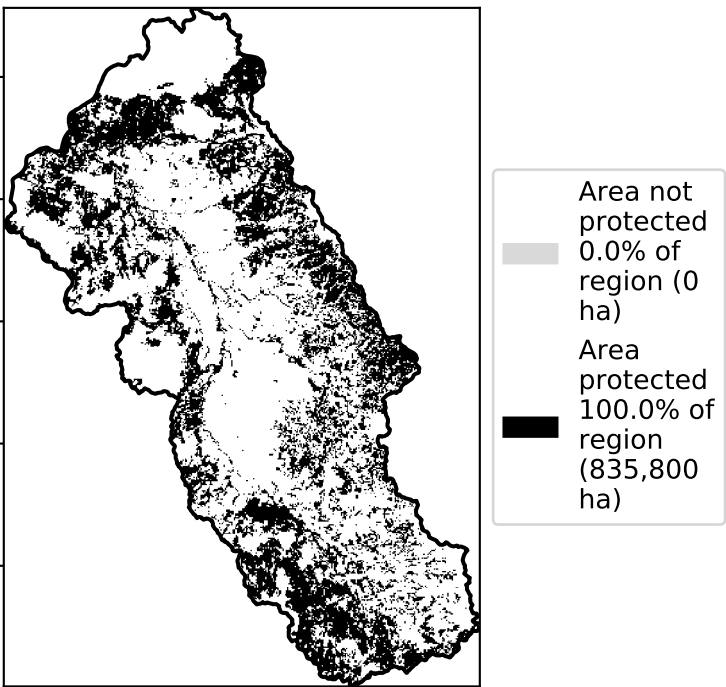 Area not
protected
0.0% of
region (0
ha)
Area
protected
100.0% of
region
(835,800
ha)